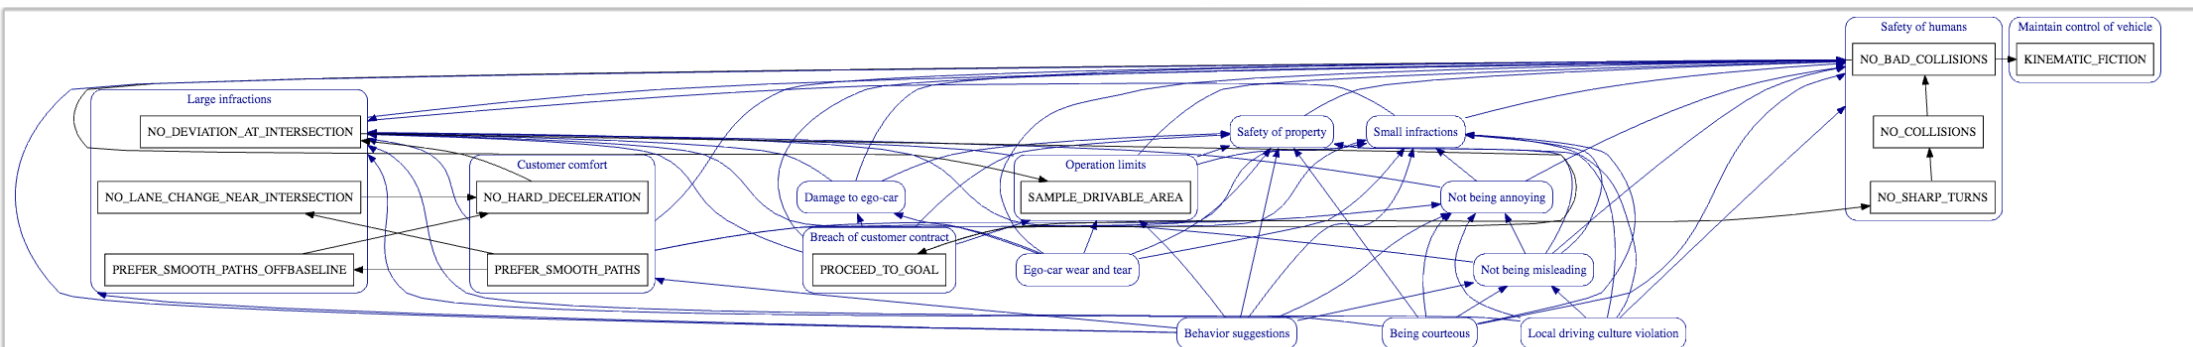 Safety of humans
Maintain control of vehicle
NO_BAD_COLLISIONS
KINEMATIC_FICTION
Large infractions
NO_DEVIATION_AT_INTERSECTION
Safety of property
Small infractions
NO_COLLISIONS
Customer comfort
Operation limits
NO_LANE_CHANGE_NEAR_INTERSECTION
NO_HARD_DECELERATION
Damage to ego-car
SAMPLE_DRIVABLE_AREA
Not being annoying
NO_SHARP_TURNS
Breach of customer contract
PREFER_SMOOTH_PATHS_OFFBASELINE
PREFER_SMOOTH_PATHS
PROCEED_TO_GOAL
Ego-car wear and tear
Not being misleading
Behavior suggestions
Being courteous
Local driving culture violation